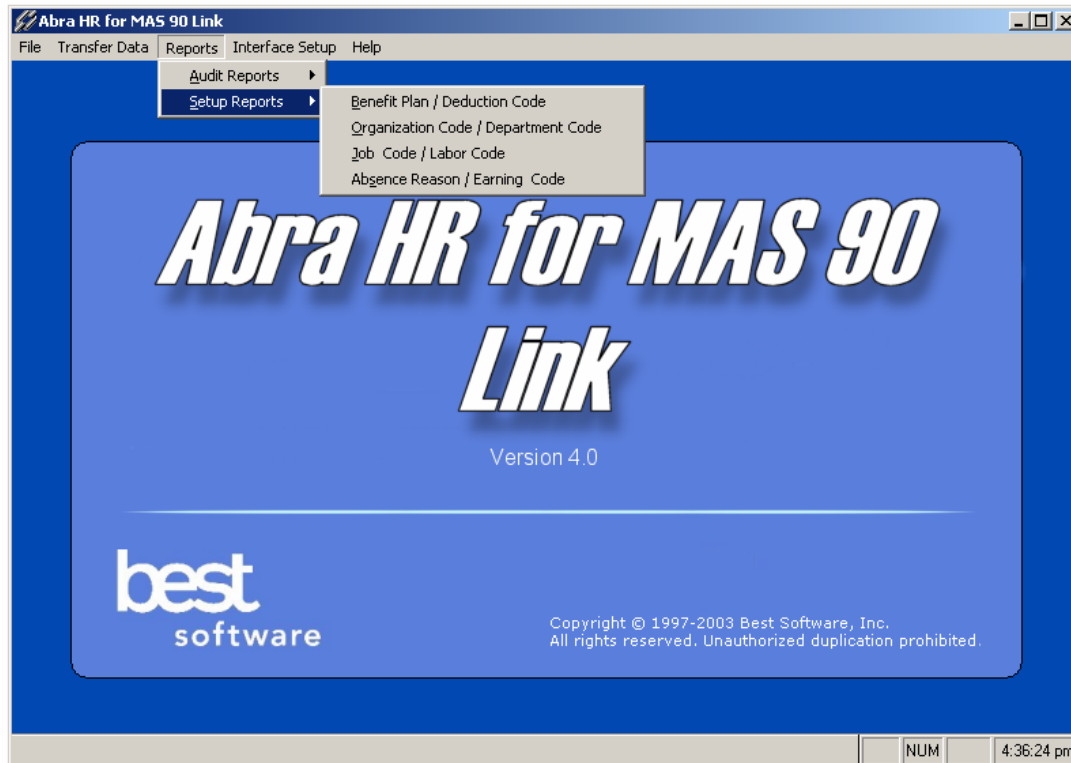 Abra HR for MAS 90 Link
File Transfer Data Reports Interface Setup Help
Audit Reports
Setup Reports
Benefit Plan / Deduction Code
Organization Code / Department Code
Job Code / Labor Code
Absence Reason / Earning Code
Abra HR for MAS 90
Link
Version 4.0
best
software
Copyright © 1997-2003 Best Software, Inc.
All rights reserved. Unauthorized duplication prohibited.
NUM
4:36:24 pm